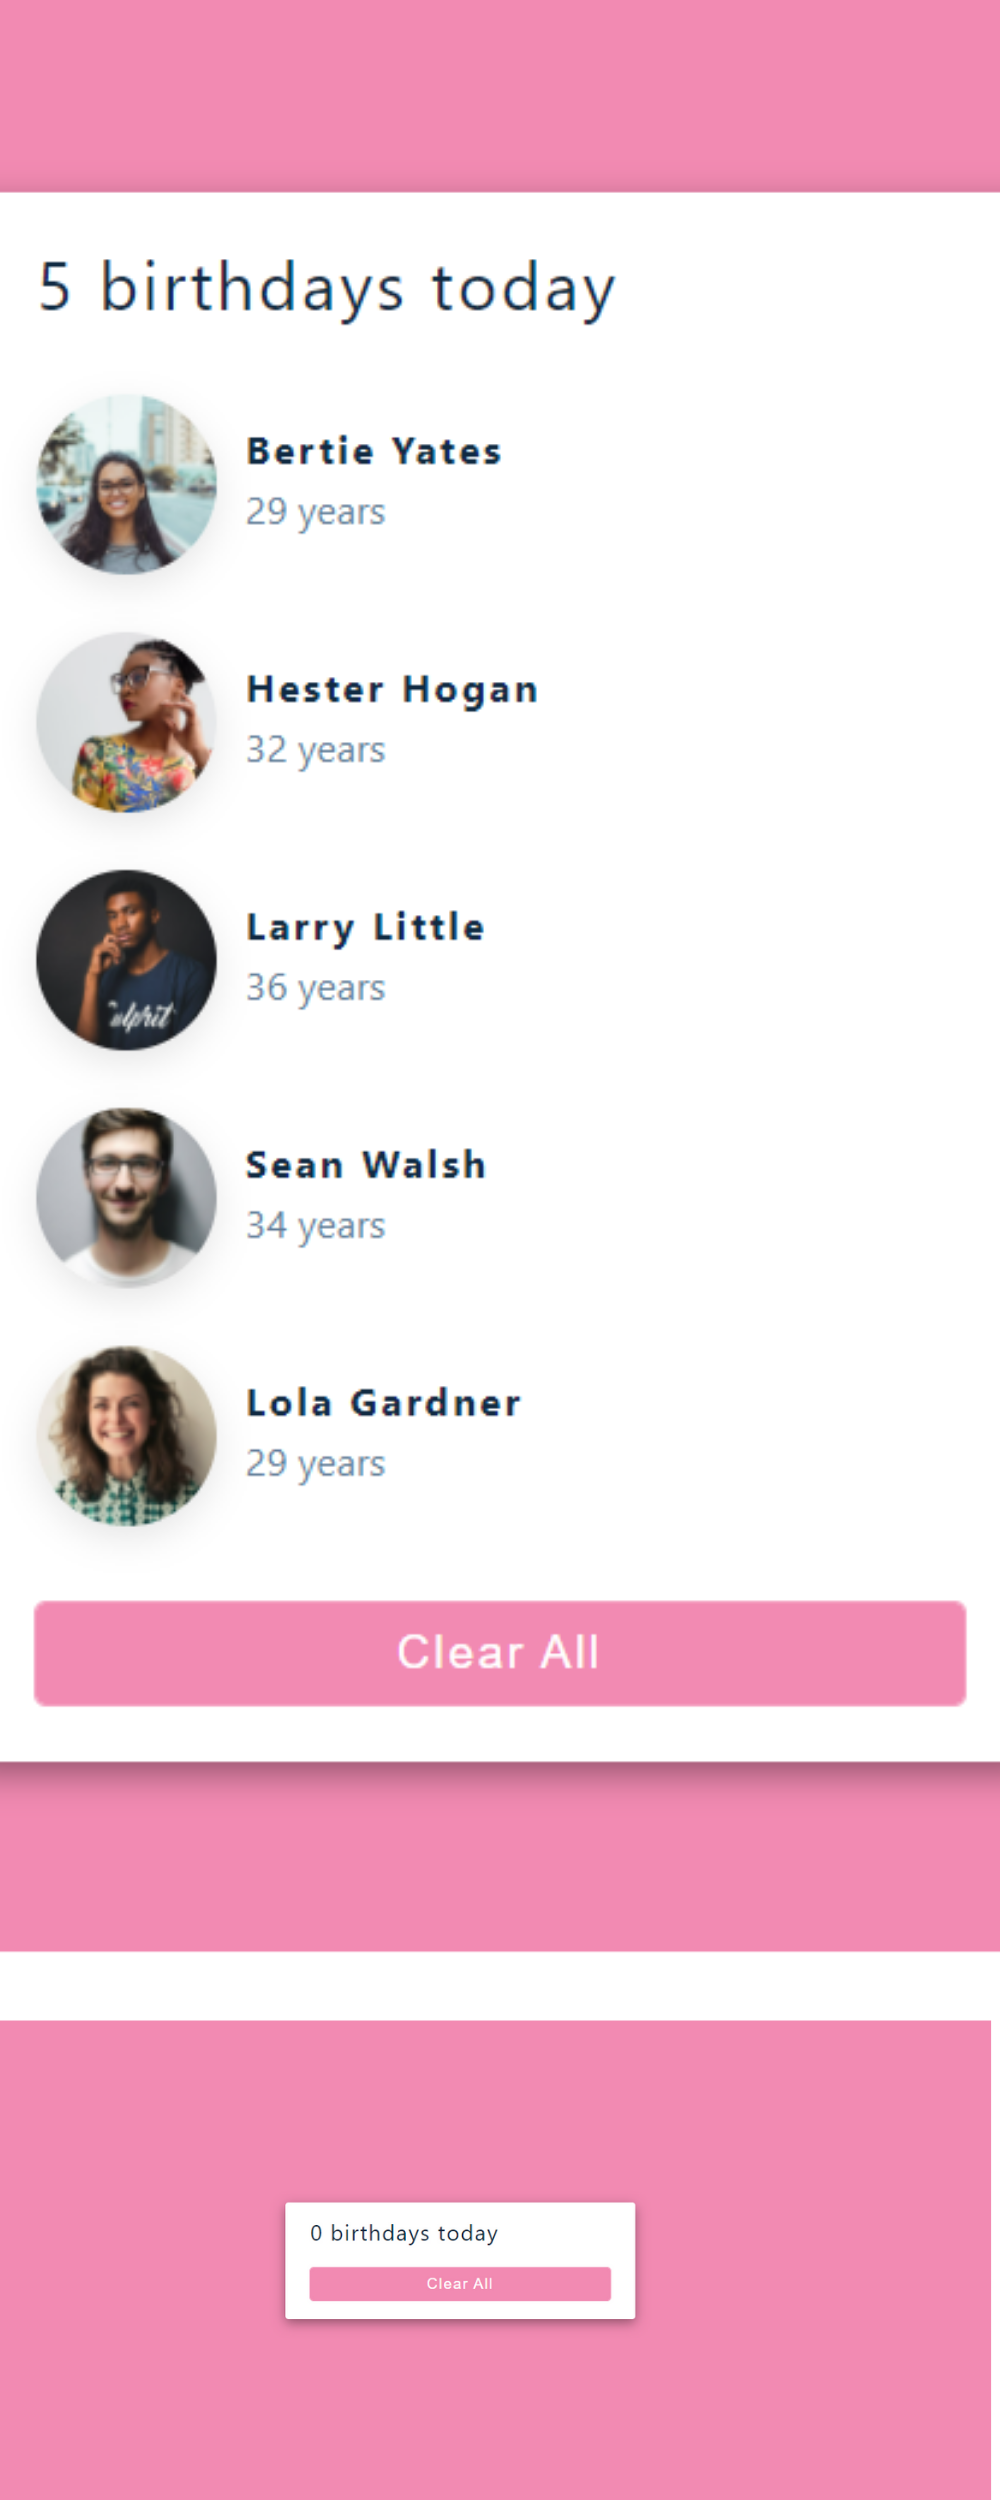 5 birthdays today
Bertie Yates
29 years
Hester Hogan
32 years
Larry Little
36 years
Sean Walsh
34 years
Lola Gardner
29 years
Clear All
0 birthdays today
Clear All